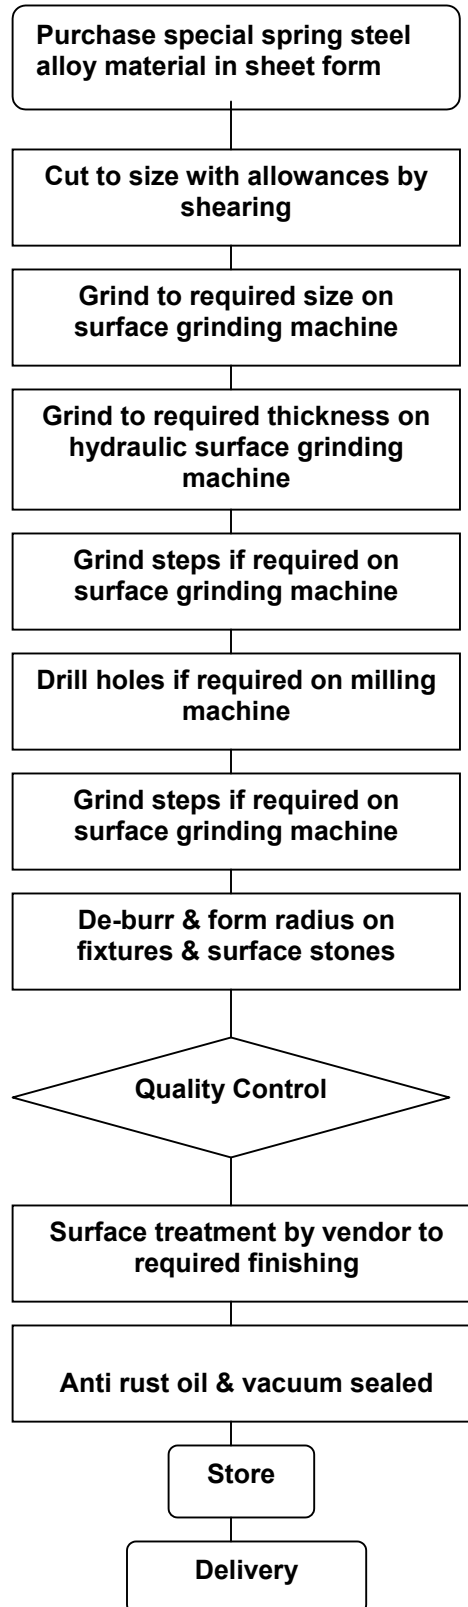 Purchase special spring steel
alloy material in sheet form
Cut to size with allowances by
shearing
Grind to required size on
surface grinding machine
Grind to required thickness on
hydraulic surface grinding
machine
Grind steps if required on
surface grinding machine
Drill holes if required on milling
machine
Grind steps if required on
surface grinding machine
De-burr & form radius on
fixtures & surface stones
Quality Control
Surface treatment by vendor to
required finishing
Anti rust oil & vacuum sealed
Store
Delivery